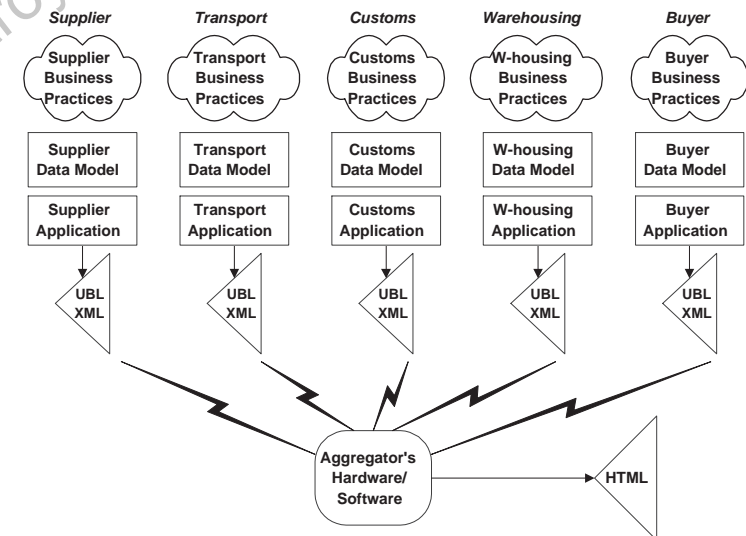 Supplier Transport Customs Warehousing Buyer
Supplier
Business
Practices
Transport
Business
Practices
Customs
Business
Practices
W-housing
Business
Practices
Buyer
Business
Practices
Supplier
Data Model
Transport
Data Model
Customs
Data Model
W-housing
Data Model
Buyer
Data Model
Supplier
Application
Transport
Application
Customs
Application
W-housing
Application
Buyer
Application
UBL
XML
UBL
XML
UBL
XML
UBL
XML
UBL
XML
Aggregator's
Hardware/
Software
HTML